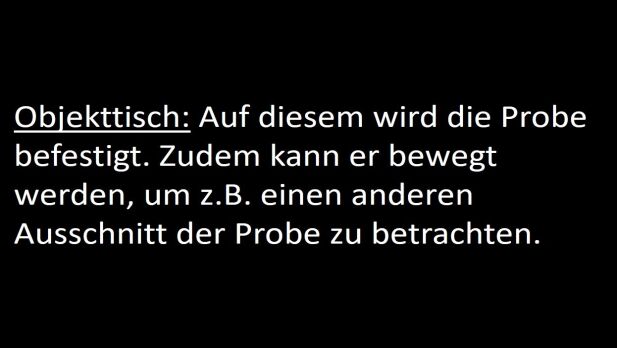 Objekttisch: Auf diesem wird die Probe
befestigt. Zudem kann er bewegt
werden, um z.B. einen anderen
Ausschnitt der Probe zu betrachten.